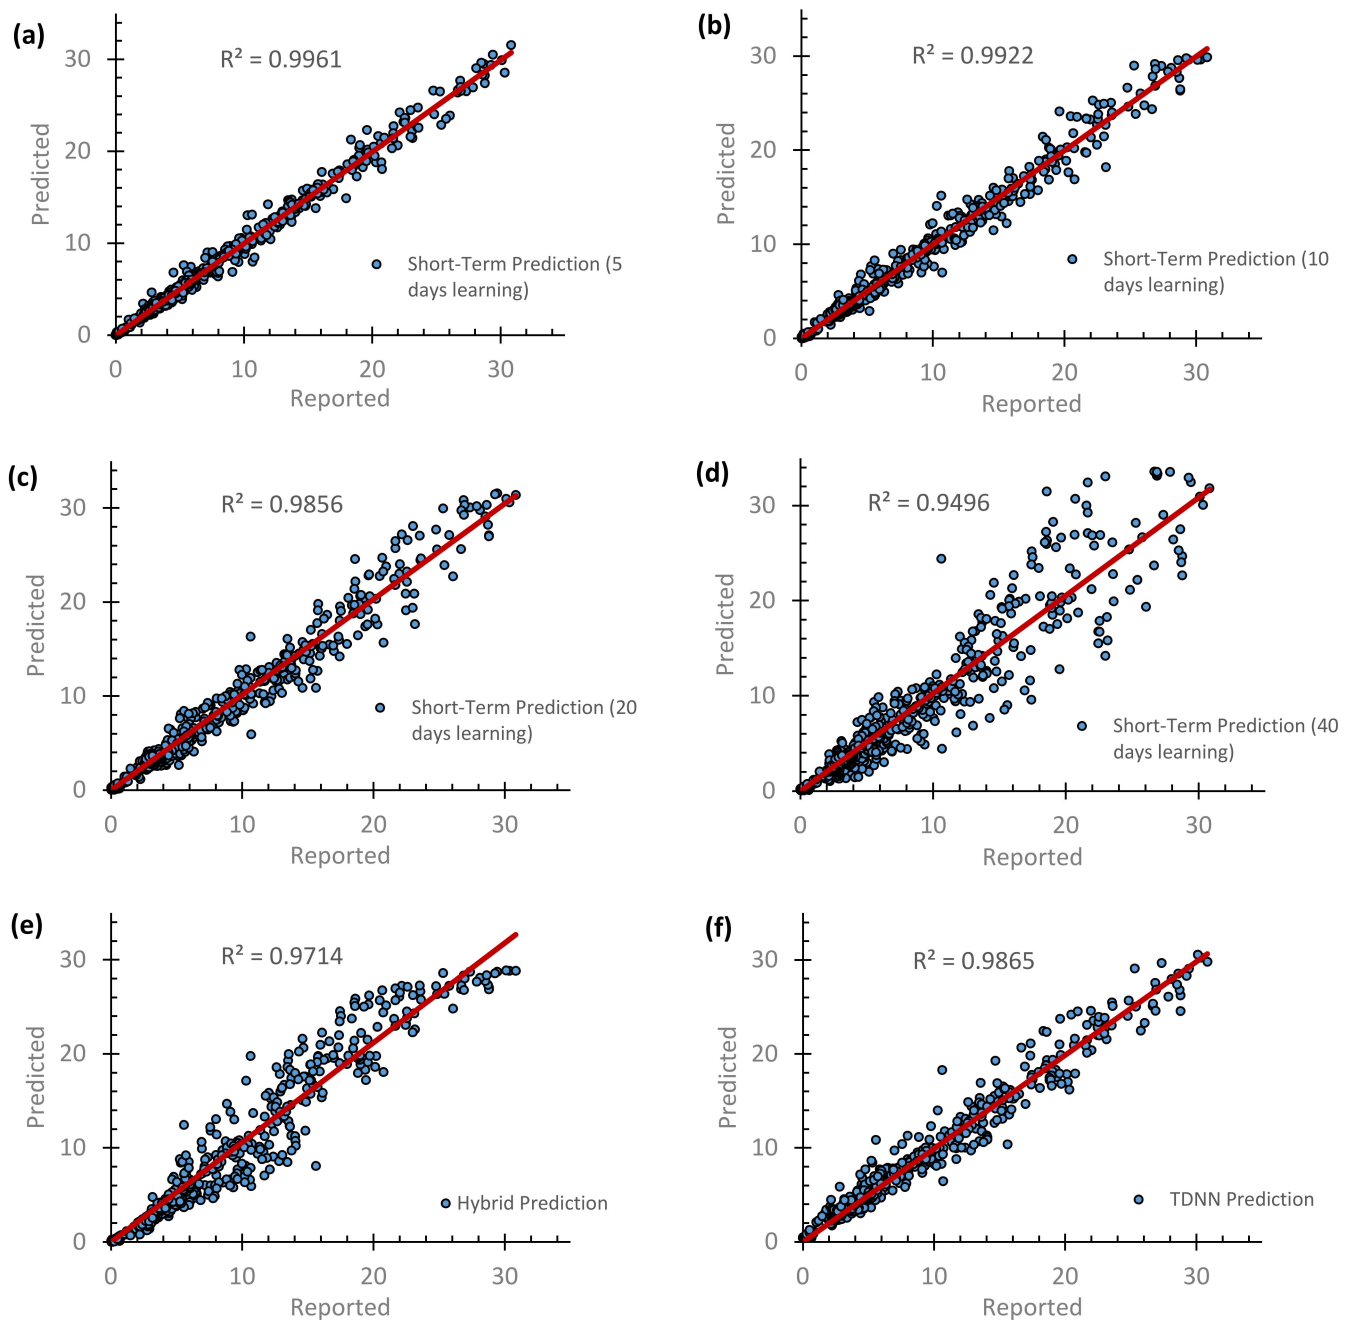 (a)
R² = 0.9961
30
20
10
0
Predicted
Short-Term Prediction (5
days learning)
0 10 20 30
Reported
(b)
R² = 0.9922
30
20
10
0
Predicted
Short-Term Prediction (10
days learning)
0 10 20 30
Reported
(c)
R² = 0.9856
30
20
10
0
Predicted
Short-Term Prediction (20
days learning)
0 10 20 30
Reported
(d)
R² = 0.9496
30
20
10
0
Predicted
Short-Term Prediction (40
days learning)
0 10 20 30
Reported
(e)
R² = 0.9714
30
20
10
0
Predicted
Hybrid Prediction
0 10 20 30
Reported
(f)
R² = 0.9865
30
20
10
0
Predicted
TDNN Prediction
0 10 20 30
Reported